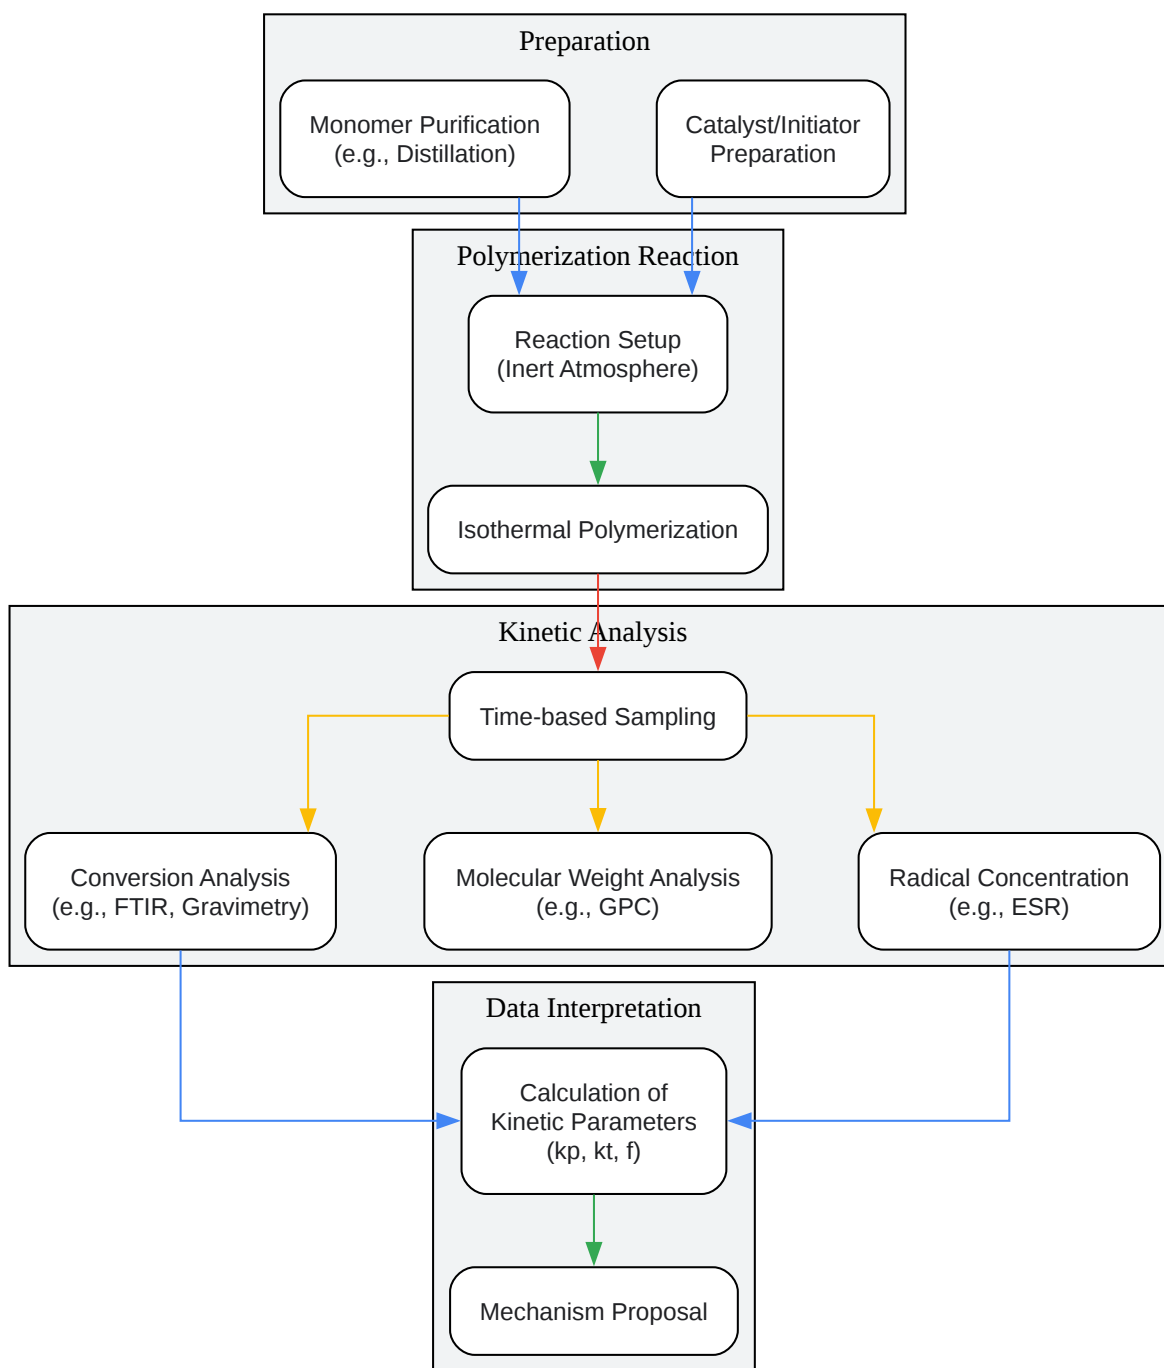 Preparation
Monomer Purification
(e.g., Distillation)
Catalyst/Initiator
Preparation
Polymerization Reaction
Reaction Setup
(Inert Atmosphere)
Isothermal Polymerization
Kinetic Analysis
Time-based Sampling
Conversion Analysis
(e.g., FTIR, Gravimetry)
Molecular Weight Analysis
(e.g., GPC)
Radical Concentration
(e.g., ESR)
Data Interpretation
Calculation of
Kinetic Parameters
(kp, kt, f)
Mechanism Proposal